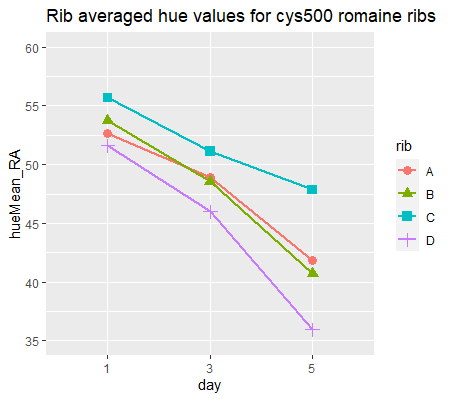 Rib averaged hue values for cys500 romaine ribs
60
55
50
45
40
35
hueMean_RA
1
3
5
day
rib
A
B
C
D